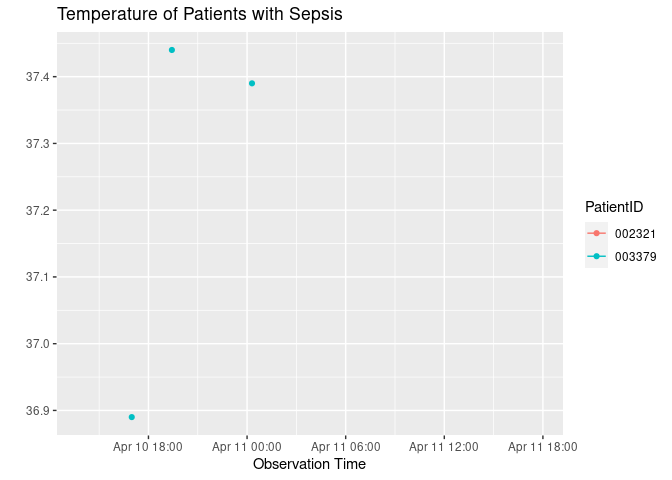 Temperature of Patients with Sepsis
37.4
37.3
37.2
37.1
37.0
36.9
Apr 10 18:00 Apr 11 00:00 Apr 11 06:00 Apr 11 12:00 Apr 11 18:00
Observation Time
PatientID
002321
003379